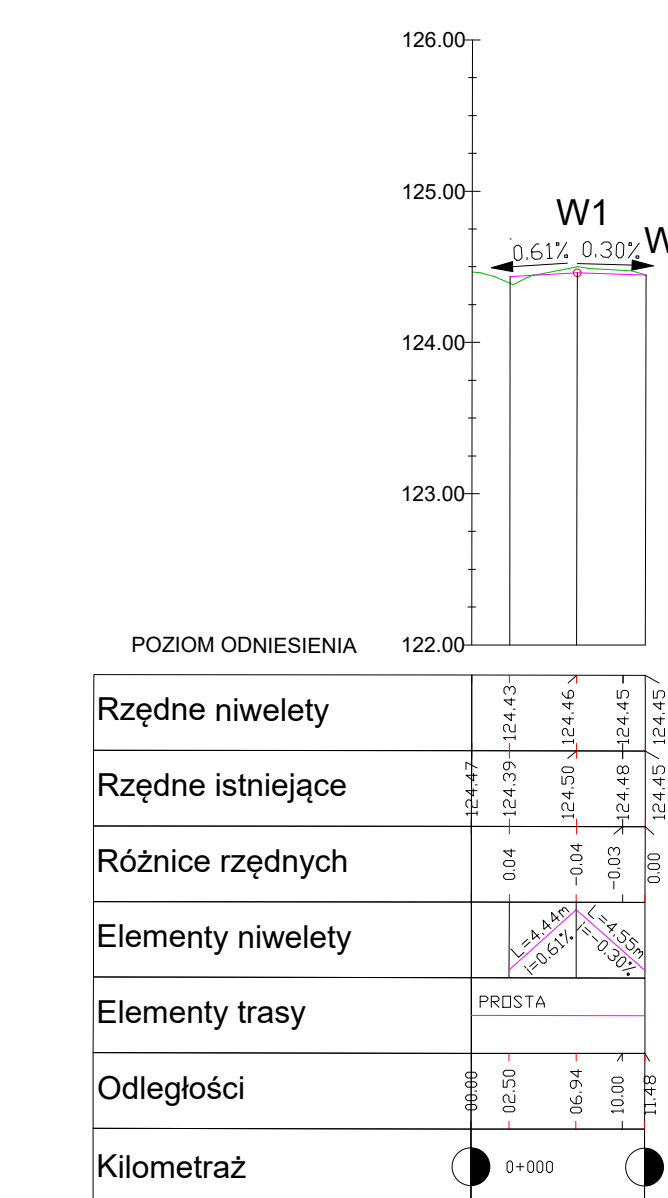 126.00
125.00
W1
W
0.61% 0.30%
124.00
123.00
POZIOM ODNIESIENIA 122.00
Rzędne niwelety 124.43 124.46 124.45 124.45
Rzędne istniejące 124.47 124.39 124.50 124.48 124.45
Różnice rzędnych 0.04 -0.04 -0.03 0.00
Elementy niwelety L=4.44m i=0.61% L=4.55m i=-0.30%
Elementy trasy PROSTA
Odległości 00.00 02.50 06.94 10.00 11.48
Kilometraż 0+000